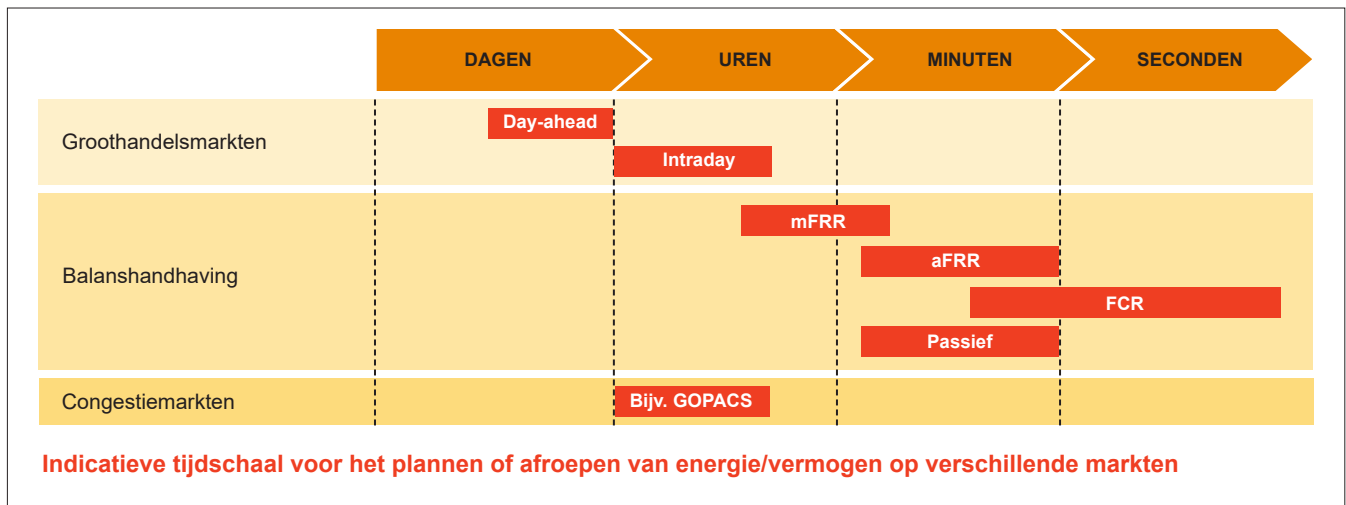 DAGEN
UREN
MINUTEN
SECONDEN
Groothandelsmarkten
Day-ahead
Intraday
Balanshandhaving
mFRR
aFRR
FCR
Passief
Congestiemarkten
Bijv. GOPACS
Indicatieve tijdschaal voor het plannen of afroepen van energie/vermogen op verschillende markten